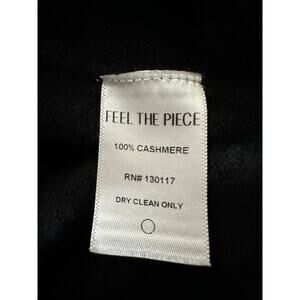 FEEL THE PIECE
100% CASHMERE
RN# 130117
DRY CLEAN ONLY